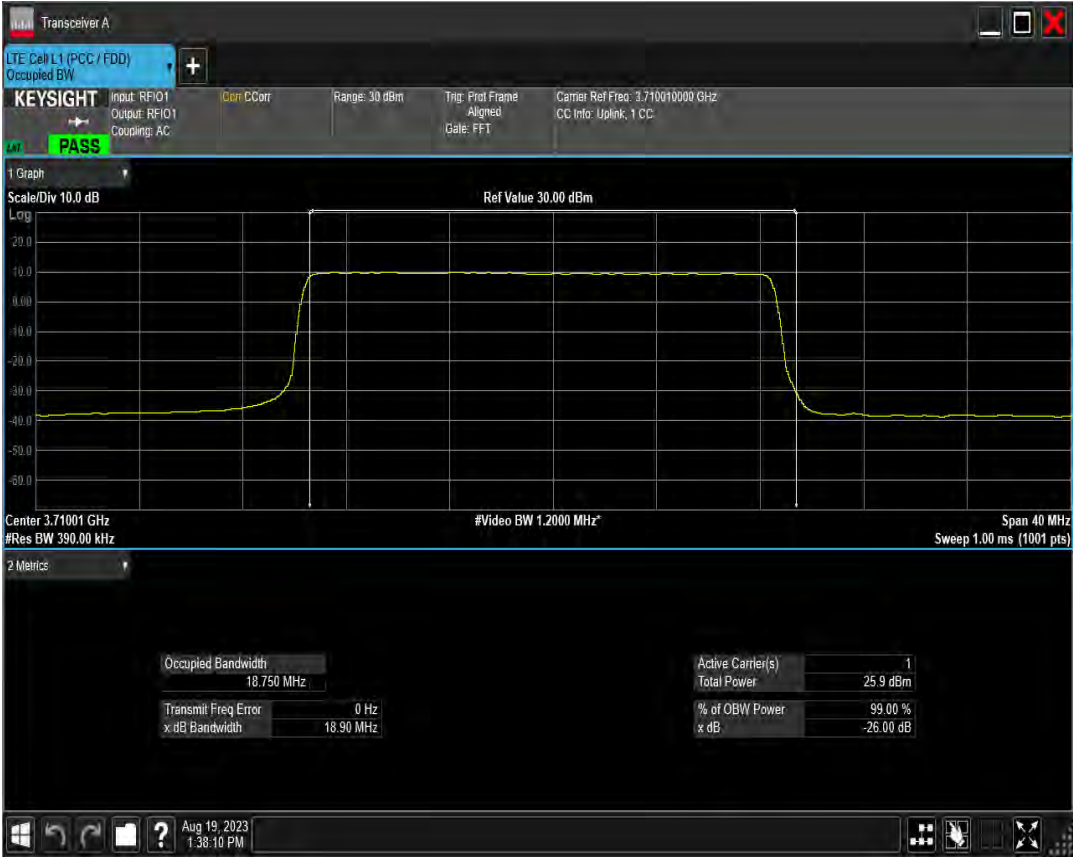 Transceiver A
LTE Cell L1 (PCC / FDD)
Occupied BW
+
KEYSIGHT
Input: RFIO1
Output: RFIO1
Coupling: AC
PASS
Corr CCorr
Range: 30 dBm
Trig: Prot Frame
Aligned
Gate: FFT
Carrier Ref Freq: 3.710010000 GHz
CC Info: Uplink, 1 CC
1 Graph
Scale/Div 10.0 dB
Ref Value 30.00 dBm
Log
20.0
10.0
0.00
-10.0
-20.0
-30.0
-40.0
-50.0
-60.0
Center 3.71001 GHz
#Video BW 1.2000 MHz*
Span 40 MHz
#Res BW 390.00 kHz
Sweep 1.00 ms (1001 pts)
2 Metrics
Occupied Bandwidth
18.750 MHz
Transmit Freq Error 0 Hz
x dB Bandwidth 18.90 MHz
Active Carrier(s) 1
Total Power 25.9 dBm
% of OBW Power 99.00 %
x dB -26.00 dB
?
Aug 19, 2023
1:38:10 PM